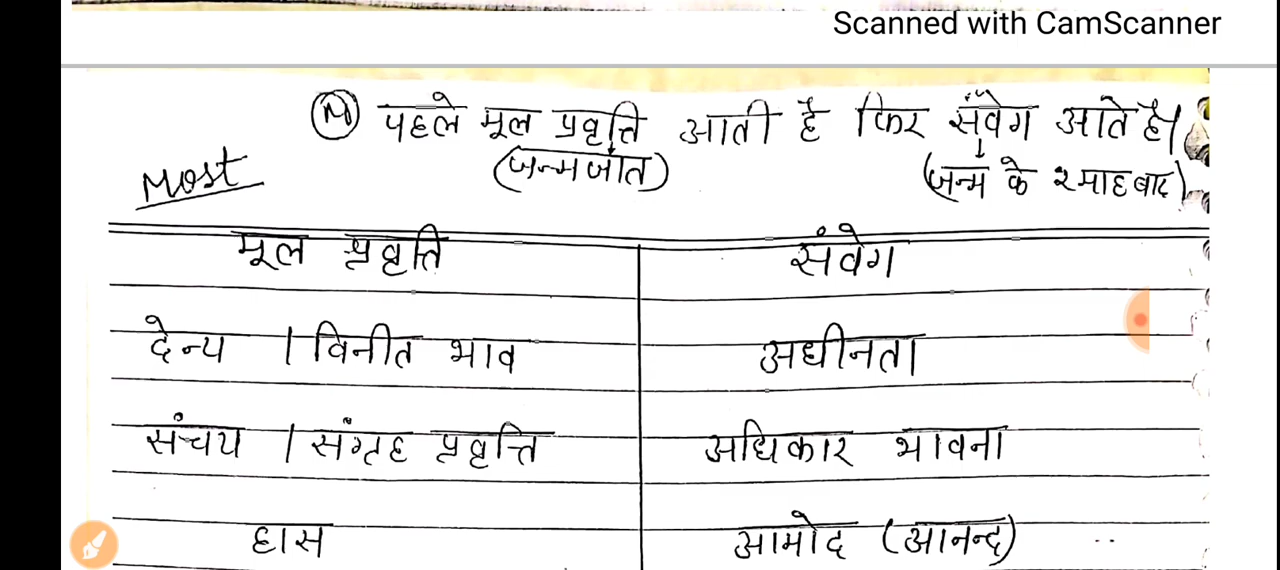 Scanned with CamScanner
(M) पहले मूल प्रवृत्ति आती है फिर संवेग आते है।
Most (जन्मजात) (जन्म के २ माह बाद)
मूल प्रवृत्ति संवेग
देन्य । विनीत भाव अधीनता
संचय । संग्रह प्रवृत्ति अधिकार भावना
हास आमोद (आनन्द)